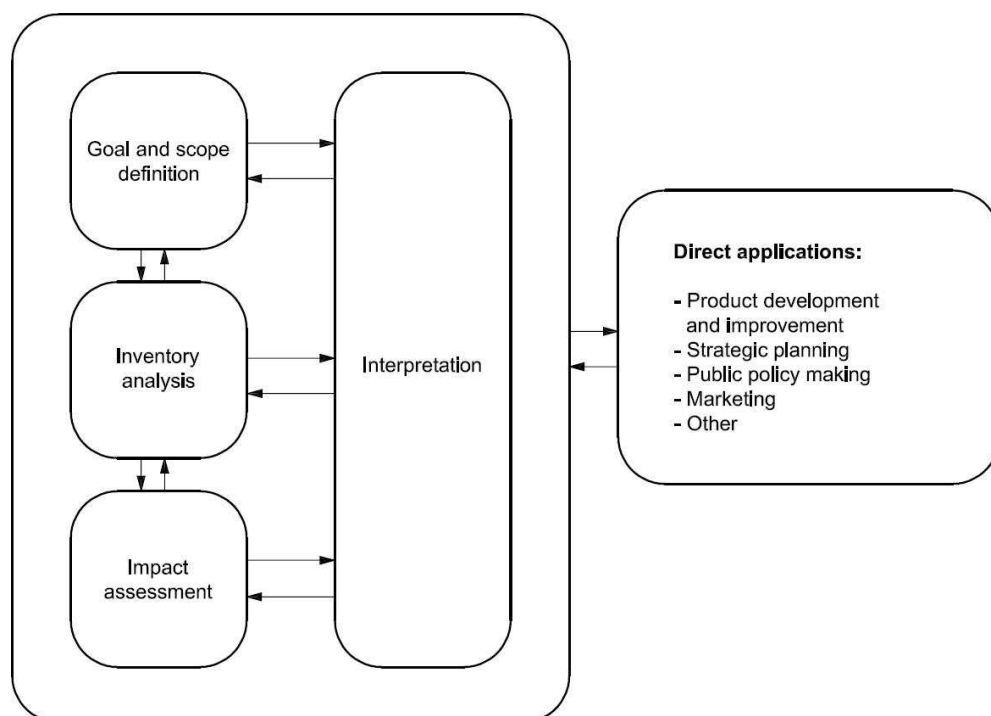 Goal and scope
definition
Inventory
analysis
Impact
assessment
Interpretation
Direct applications:
- Product development
and improvement
- Strategic planning
- Public policy making
- Marketing
- Other